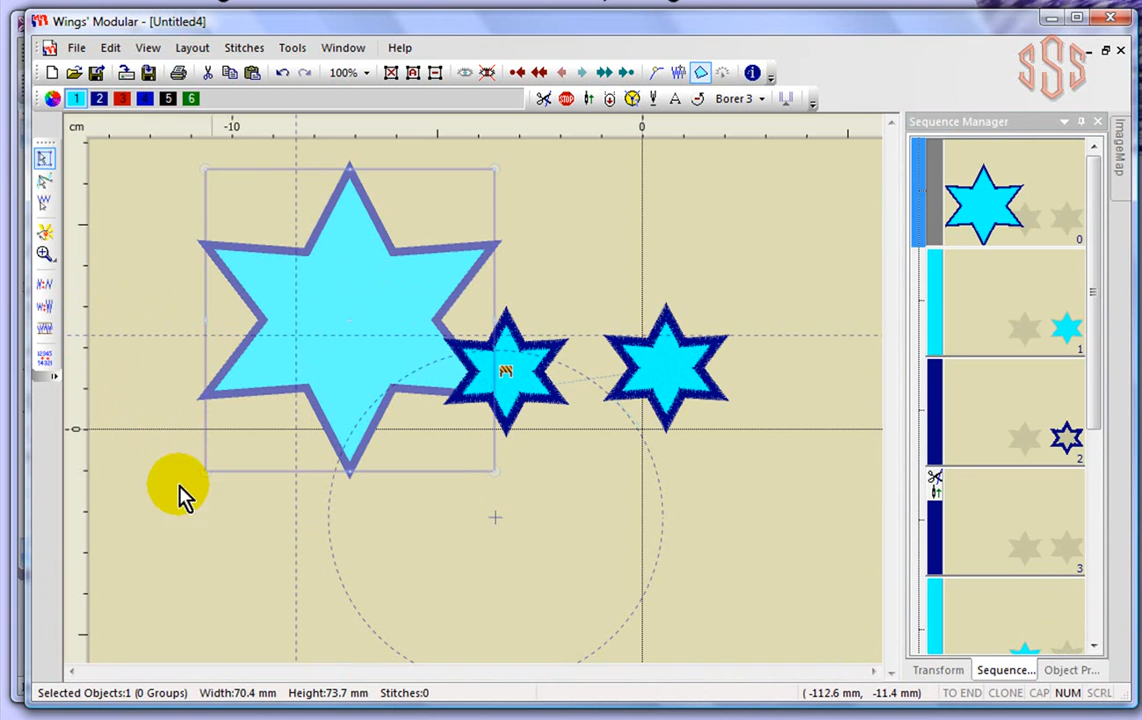 Wings' Modular - [Untitled4]
File Edit View Layout Stitches Tools Window Help
SSS
100%
1 2 3 4 5 6
Borer 3
cm -10 0
Sequence Manager
ImageMap
0
0
1
2
3
Transform Sequence... Object Pr...
Selected Objects:1 (0 Groups) Width:70.4 mm Height:73.7 mm Stitches:0 ( -112.6 mm, -11.4 mm) TO END CLONE CAP NUM SCRL